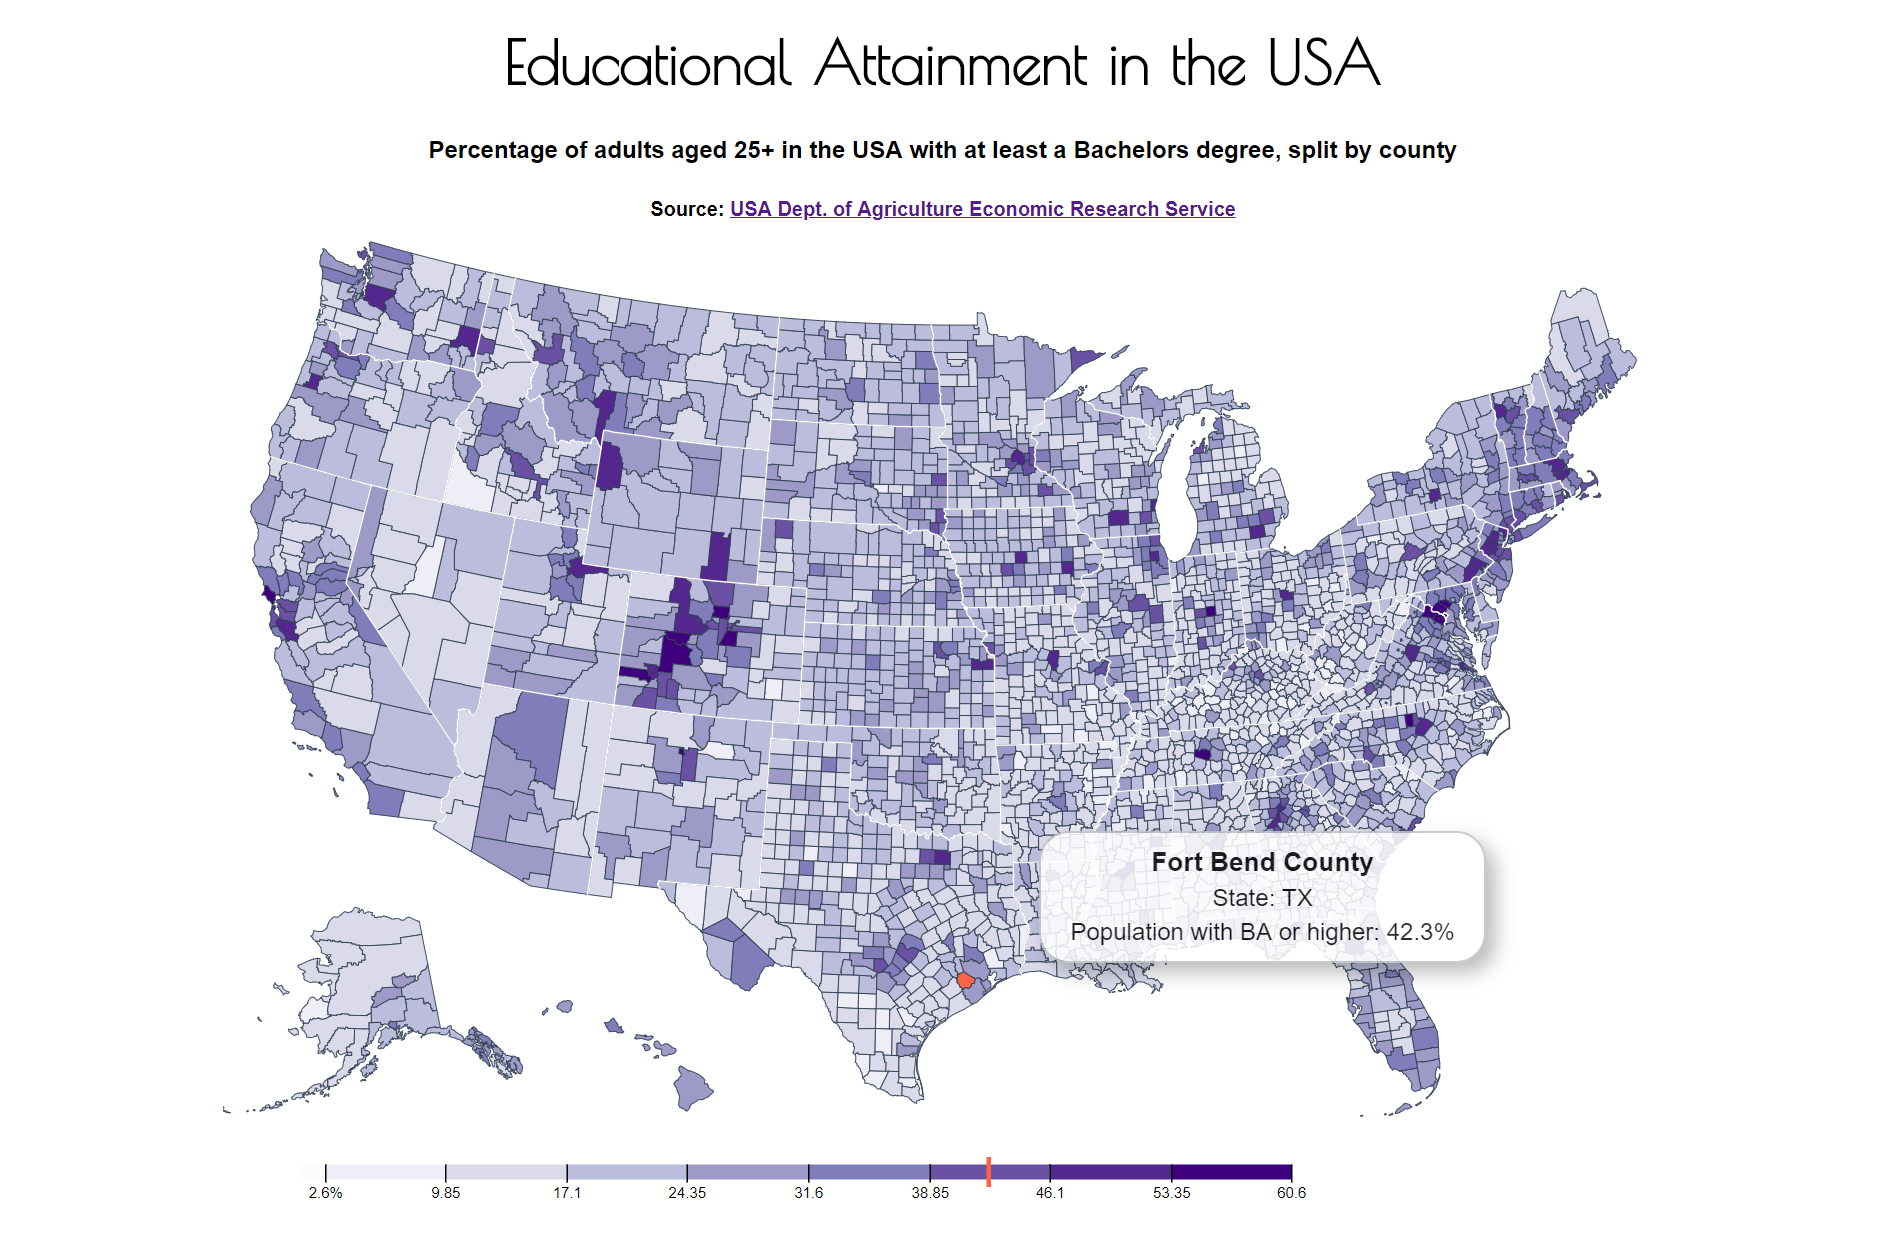 Educational Attainment in the USA
Percentage of adults aged 25+ in the USA with at least a Bachelors degree, split by county
Source: USA Dept. of Agriculture Economic Research Service
Fort Bend County
State: TX
Population with BA or higher: 42.3%
2.6% 9.85 17.1 24.35 31.6 38.85 46.1 53.35 60.6